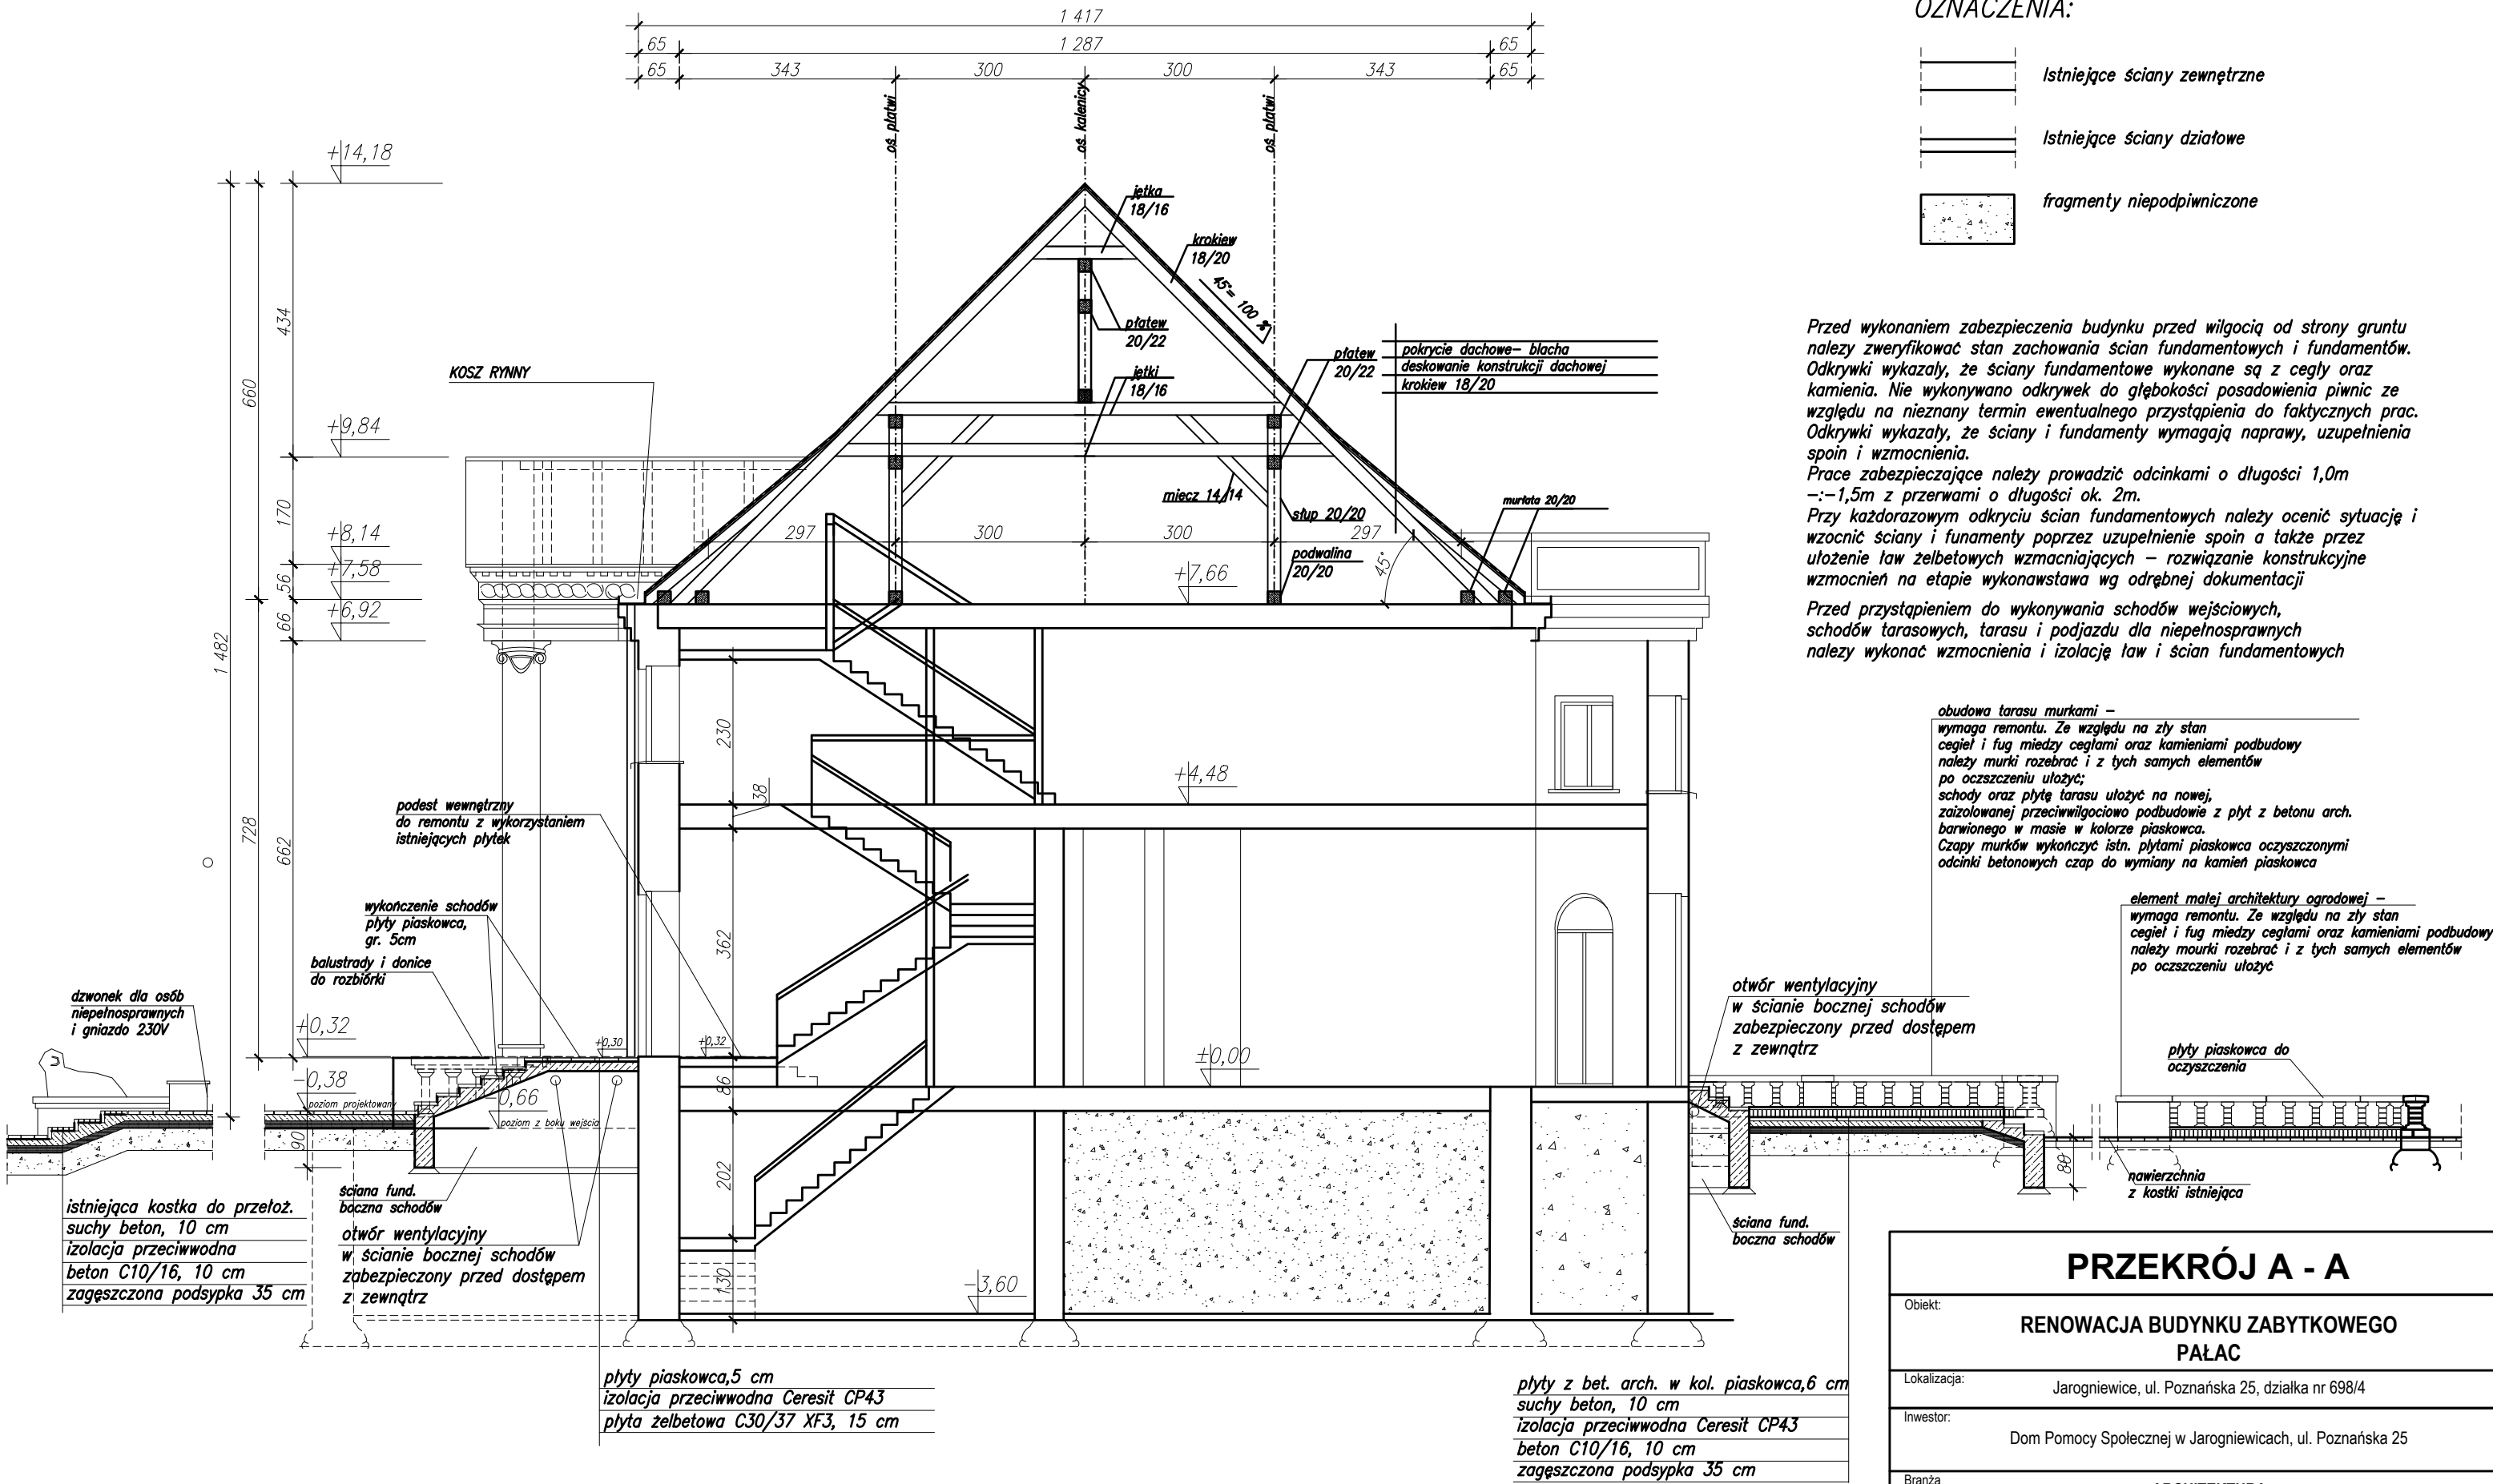 1 417
65
1 287
65
65
343
300
300
343
65
oś płatwi
oś kalenicy
oś płatwi
OZNACZENIA:
Istniejące ściany zewnętrzne
Istniejące ściany działowe
fragmenty niepodpiwniczone
+14,18
+9,84
+8,14
+7,58
+6,92
434
660
170
56
66
1 482
728
662
KOSZ RYNNY
jętka
18/16
krokiew
18/20
45°= 100 %
płatew
20/22
jętki
18/16
płatew
20/22
pokrycie dachowe– blacha
deskowanie konstrukcji dachowej
krokiew 18/20
miecz 14/14
słup 20/20
murłata 20/20
297
300
300
297
podwalina
20/20
45°
+7,66
Przed wykonaniem zabezpieczenia budynku przed wilgocią od strony gruntu
nalezy zweryfikować stan zachowania ścian fundamentowych i fundamentów.
Odkrywki wykazały, że ściany fundamentowe wykonane są z cegły oraz
kamienia. Nie wykonywano odkrywek do głębokości posadowienia piwnic ze
względu na nieznany termin ewentualnego przystąpienia do faktycznych prac.
Odkrywki wykazały, że ściany i fundamenty wymagają naprawy, uzupełnienia
spoin i wzmocnienia.
Prace zabezpieczające należy prowadzić odcinkami o długości 1,0m
–:–1,5m z przerwami o długości ok. 2m.
Przy każdorazowym odkryciu ścian fundamentowych należy ocenić sytuację i
wzocnić ściany i funamenty poprzez uzupełnienie spoin a także przez
ułożenie ław żelbetowych wzmacniających – rozwiązanie konstrukcyjne
wzmocnień na etapie wykonawstawa wg odrębnej dokumentacji
Przed przystąpieniem do wykonywania schodów wejściowych,
schodów tarasowych, tarasu i podjazdu dla niepełnosprawnych
nalezy wykonać wzmocnienia i izolację ław i ścian fundamentowych
230
38
+4,48
362
podest wewnętrzny
do remontu z wykorzystaniem
istniejących płytek
wykończenie schodów
płyty piaskowca,
gr. 5cm
balustrady i donice
do rozbiórki
dzwonek dla osób
niepełnosprawnych
i gniazdo 230V
obudowa tarasu murkami –
wymaga remontu. Ze względu na zły stan
cegieł i fug miedzy cegłami oraz kamieniami podbudowy
należy murki rozebrać i z tych samych elementów
po oczszczeniu ułożyć;
schody oraz płytę tarasu ułożyć na nowej,
zaizolowanej przeciwwilgociowo podbudowie z płyt z betonu arch.
barwionego w masie w kolorze piaskowca.
Czapy murków wykończyć istn. płytami piaskowca oczyszczonymi
odcinki betonowych czap do wymiany na kamień piaskowca
element małej architektury ogrodowej –
wymaga remontu. Ze względu na zły stan
cegieł i fug miedzy cegłami oraz kamieniami podbudowy
należy mourki rozebrać i z tych samych elementów
po oczszczeniu ułożyć
otwór wentylacyjny
w ścianie bocznej schodów
zabezpieczony przed dostępem
z zewnątrz
płyty piaskowca do
oczyszczenia
+0,32
+0,30
+0,32
±0,00
–0,38
–0,66
poziom projektowany
poziom z boku wejścia
90
86
202
130
–3,60
80
ściana fund.
boczna schodów
otwór wentylacyjny
w ścianie bocznej schodów
zabezpieczony przed dostępem
z zewnątrz
istniejąca kostka do przełoż.
suchy beton, 10 cm
izolacja przeciwwodna
beton C10/16, 10 cm
zagęszczona podsypka 35 cm
nawierzchnia
z kostki istniejąca
ściana fund.
boczna schodów
płyty piaskowca,5 cm
izolacja przeciwwodna Ceresit CP43
płyta żelbetowa C30/37 XF3, 15 cm
płyty z bet. arch. w kol. piaskowca,6 cm
suchy beton, 10 cm
izolacja przeciwwodna Ceresit CP43
beton C10/16, 10 cm
zagęszczona podsypka 35 cm
PRZEKRÓJ A - A
Obiekt:
RENOWACJA BUDYNKU ZABYTKOWEGO
PAŁAC
Lokalizacja:
Jarogniewice, ul. Poznańska 25, działka nr 698/4
Inwestor:
Dom Pomocy Społecznej w Jarogniewicach, ul. Poznańska 25
Branża